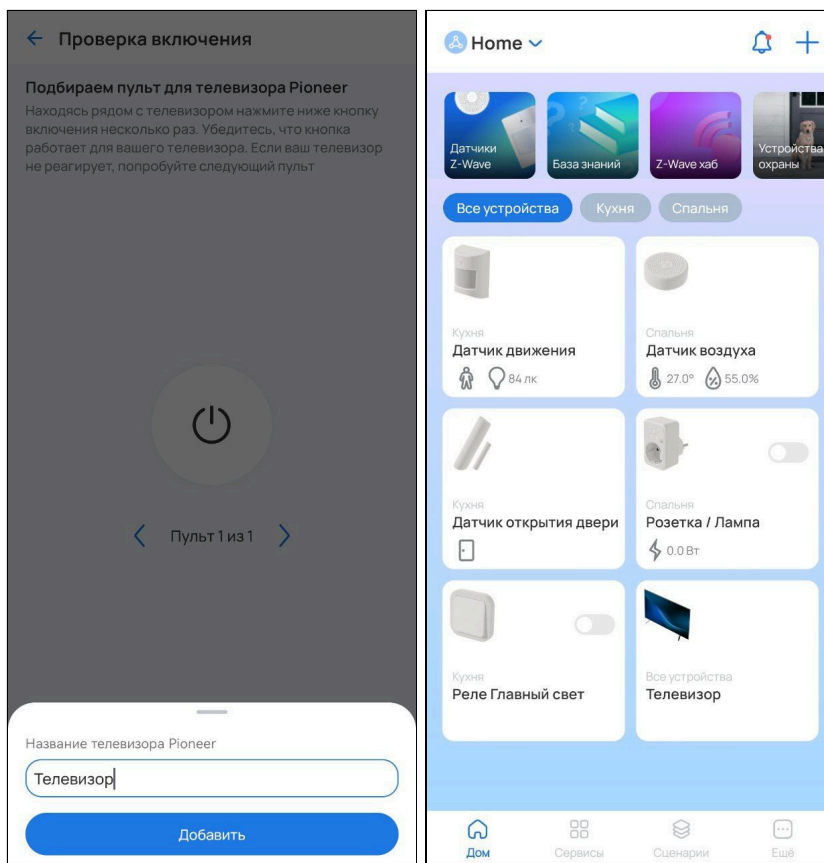 Проверка включения
Подбираем пульт для телевизора Pioneer
Находясь рядом с телевизором нажмите ниже кнопку
включения несколько раз. Убедитесь, что кнопка
работает для вашего телевизора. Если ваш телевизор
не реагирует, попробуйте следующий пульт
Пульт 1 из 1
Название телевизора Pioneer
Телевизор
Добавить
Home
Датчики
Z-Wave
База знаний
Z-Wave хаб
Устройства
охраны
Все устройства
Кухня
Спальня
Кухня
Датчик движения
84 лк
Спальня
Датчик воздуха
27.0° 55.0%
Кухня
Датчик открытия двери
Спальня
Розетка / Лампа
0.0 Вт
Кухня
Реле Главный свет
Все устройства
Телевизор
Дом
Сервисы
Сценарии
Ещё